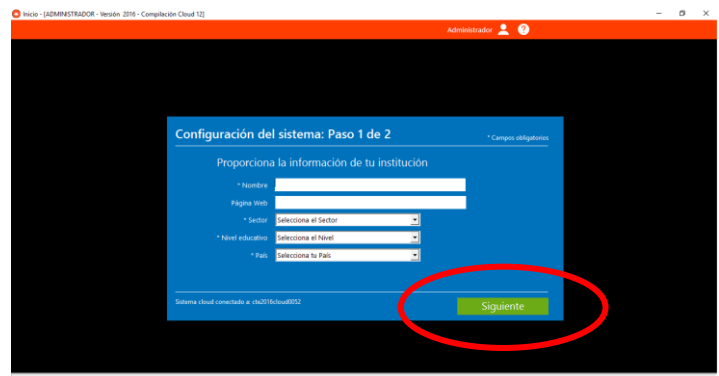 Inicio - [ADMINISTRADOR - Versión 2016 - Compilación Cloud 12]
Administrador ?
Configuración del sistema: Paso 1 de 2
* Campos obligatorios
Proporciona la información de tu institución
* Nombre
Página Web
* Sector Selecciona el Sector
* Nivel educativo Selecciona el Nivel
* País Selecciona tu País
Sistema cloud conectado a: cta2016cloud0052
Siguiente